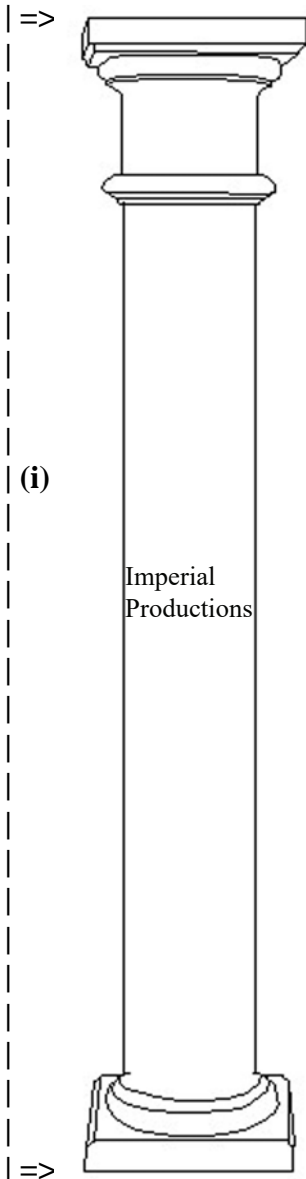 =>
(i)
Imperial
Productions
=>